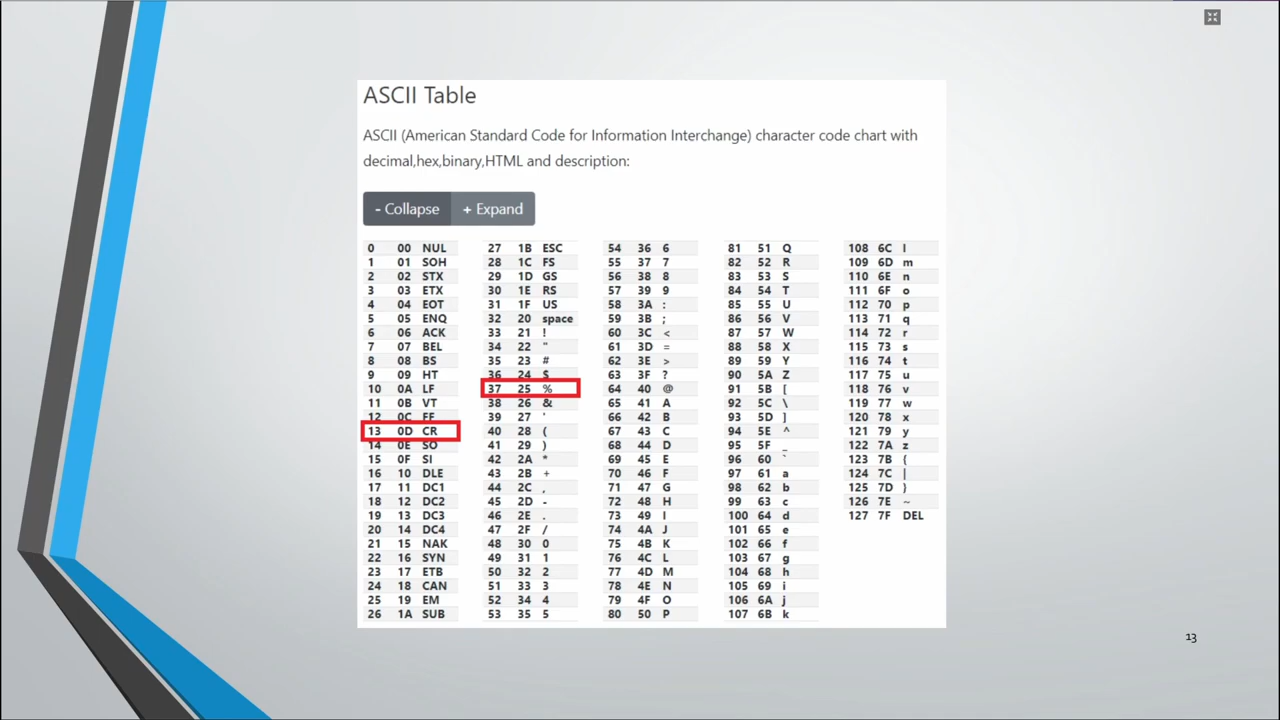 ASCII Table
ASCII (American Standard Code for Information Interchange) character code chart with
decimal,hex,binary,HTML and description:
- Collapse + Expand
0 00 NUL 27 1B ESC 54 36 6 81 51 Q 108 6C l
1 01 SOH 28 1C FS 55 37 7 82 52 R 109 6D m
2 02 STX 29 1D GS 56 38 8 83 53 S 110 6E n
3 03 ETX 30 1E RS 57 39 9 84 54 T 111 6F o
4 04 EOT 31 1F US 58 3A : 85 55 U 112 70 p
5 05 ENQ 32 20 space 59 3B ; 86 56 V 113 71 q
6 06 ACK 33 21 ! 60 3C < 87 57 W 114 72 r
7 07 BEL 34 22 " 61 3D = 88 58 X 115 73 s
8 08 BS 35 23 # 62 3E > 89 59 Y 116 74 t
9 09 HT 36 24 $ 63 3F ? 90 5A Z 117 75 u
10 0A LF 37 25 % 64 40 @ 91 5B [ 118 76 v
11 0B VT 38 26 & 65 41 A 92 5C \ 119 77 w
12 0C FF 39 27 ' 66 42 B 93 5D ] 120 78 x
13 0D CR 40 28 ( 67 43 C 94 5E ^ 121 79 y
14 0E SO 41 29 ) 68 44 D 95 5F _ 122 7A z
15 0F SI 42 2A * 69 45 E 96 60 ` 123 7B {
16 10 DLE 43 2B + 70 46 F 97 61 a 124 7C |
17 11 DC1 44 2C , 71 47 G 98 62 b 125 7D }
18 12 DC2 45 2D - 72 48 H 99 63 c 126 7E ~
19 13 DC3 46 2E . 73 49 I 100 64 d 127 7F DEL
20 14 DC4 47 2F / 74 4A J 101 65 e
21 15 NAK 48 30 0 75 4B K 102 66 f
22 16 SYN 49 31 1 76 4C L 103 67 g
23 17 ETB 50 32 2 77 4D M 104 68 h
24 18 CAN 51 33 3 78 4E N 105 69 i
25 19 EM 52 34 4 79 4F O 106 6A j
26 1A SUB 53 35 5 80 50 P 107 6B k
13